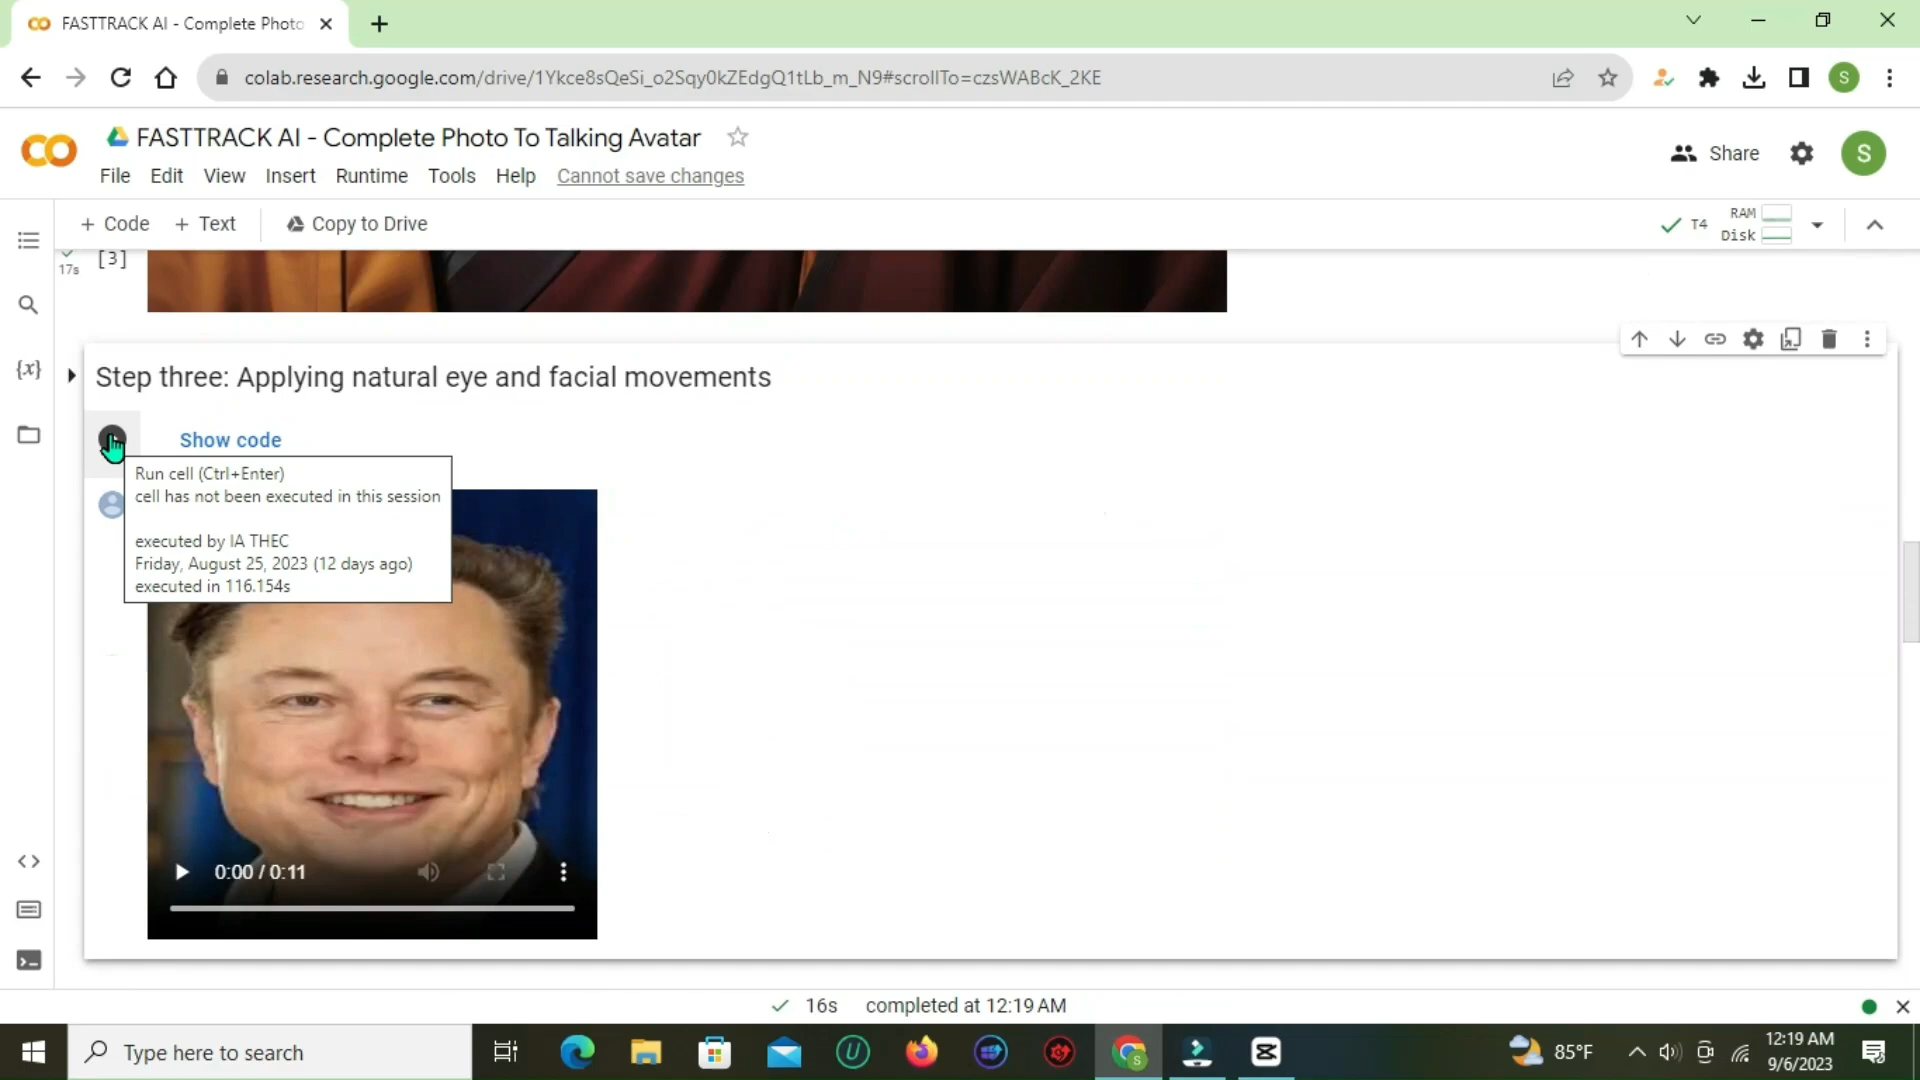 FASTTRACK AI - Complete Photo
colab.research.google.com/drive/1Ykce8sQeSi_o2Sqy0kZEdgQ1tLb_m_N9#scrollTo=czsWABcK_2KE
S
FASTTRACK AI - Complete Photo To Talking Avatar
Share
S
File Edit View Insert Runtime Tools Help Cannot save changes
+ Code + Text Copy to Drive
T4
RAM
Disk
17s
[3]
{x}
Step three: Applying natural eye and facial movements
Show code
Run cell (Ctrl+Enter)
cell has not been executed in this session
executed by IA THEC
Friday, August 25, 2023 (12 days ago)
executed in 116.154s
0:00 / 0:11
16s completed at 12:19 AM
Type here to search
85°F
12:19 AM
9/6/2023